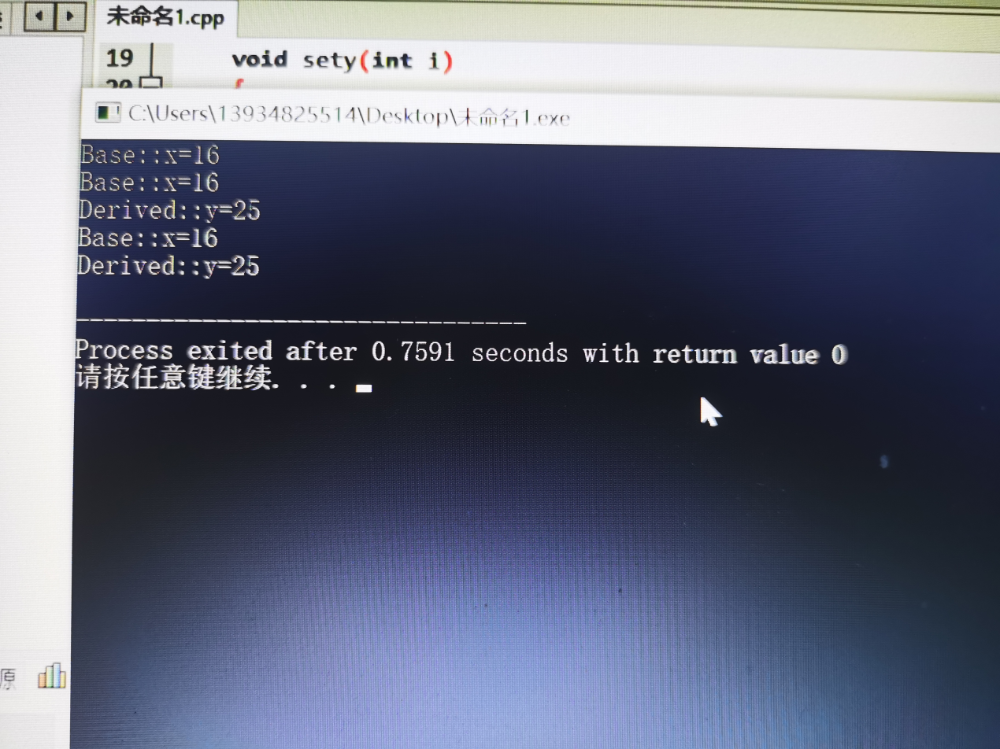 未命名1.cpp
19 void sety(int i)
20 {
C:\Users\13934825514\Desktop\未命名1.exe
Base::x=16
Base::x=16
Derived::y=25
Base::x=16
Derived::y=25
--------------------------------
Process exited after 0.7591 seconds with return value 0
请按任意键继续. . .
原